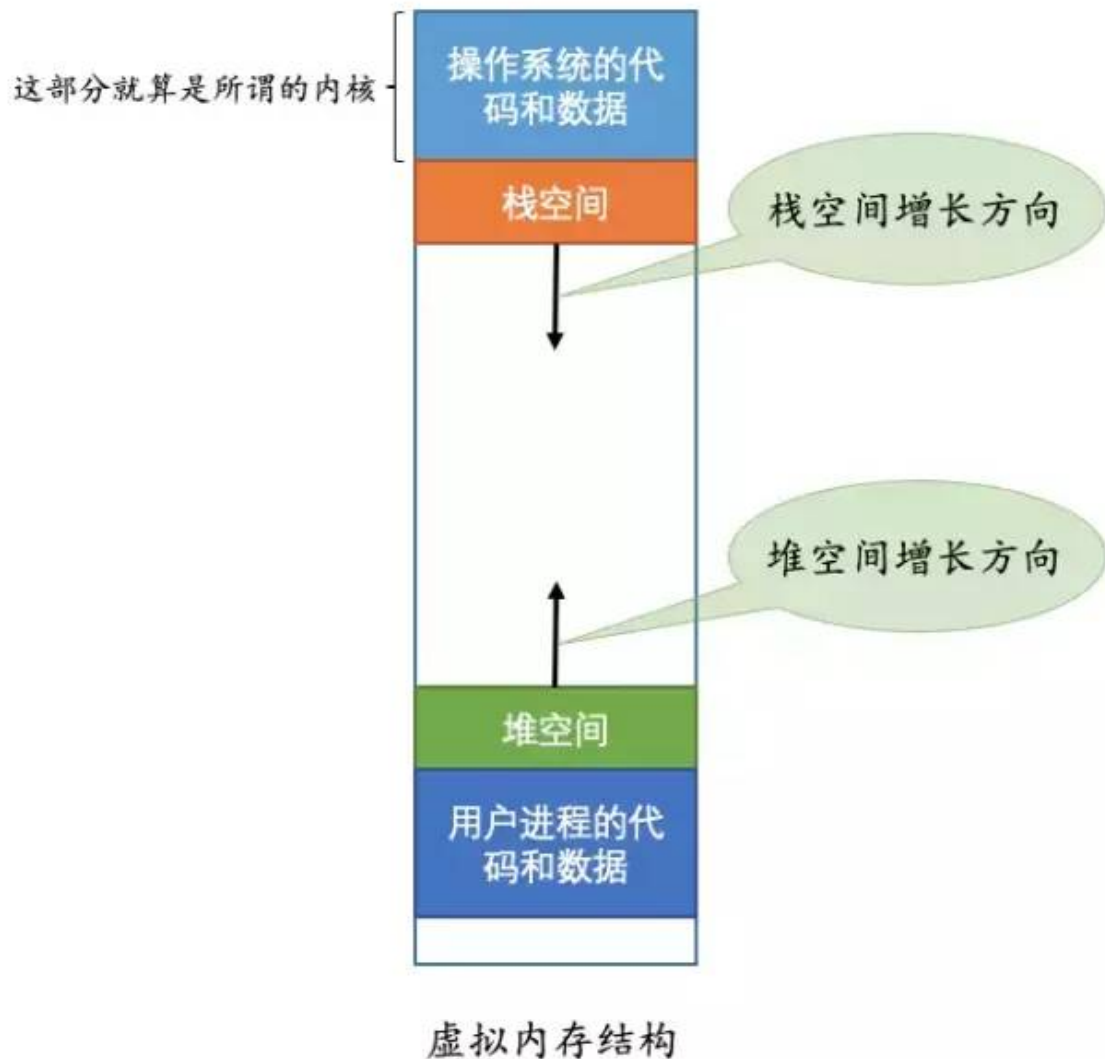 操作系统的代
码和数据
这部分就算是所谓的内核
栈空间
栈空间增长方向
堆空间增长方向
堆空间
用户进程的代
码和数据
虚拟内存结构